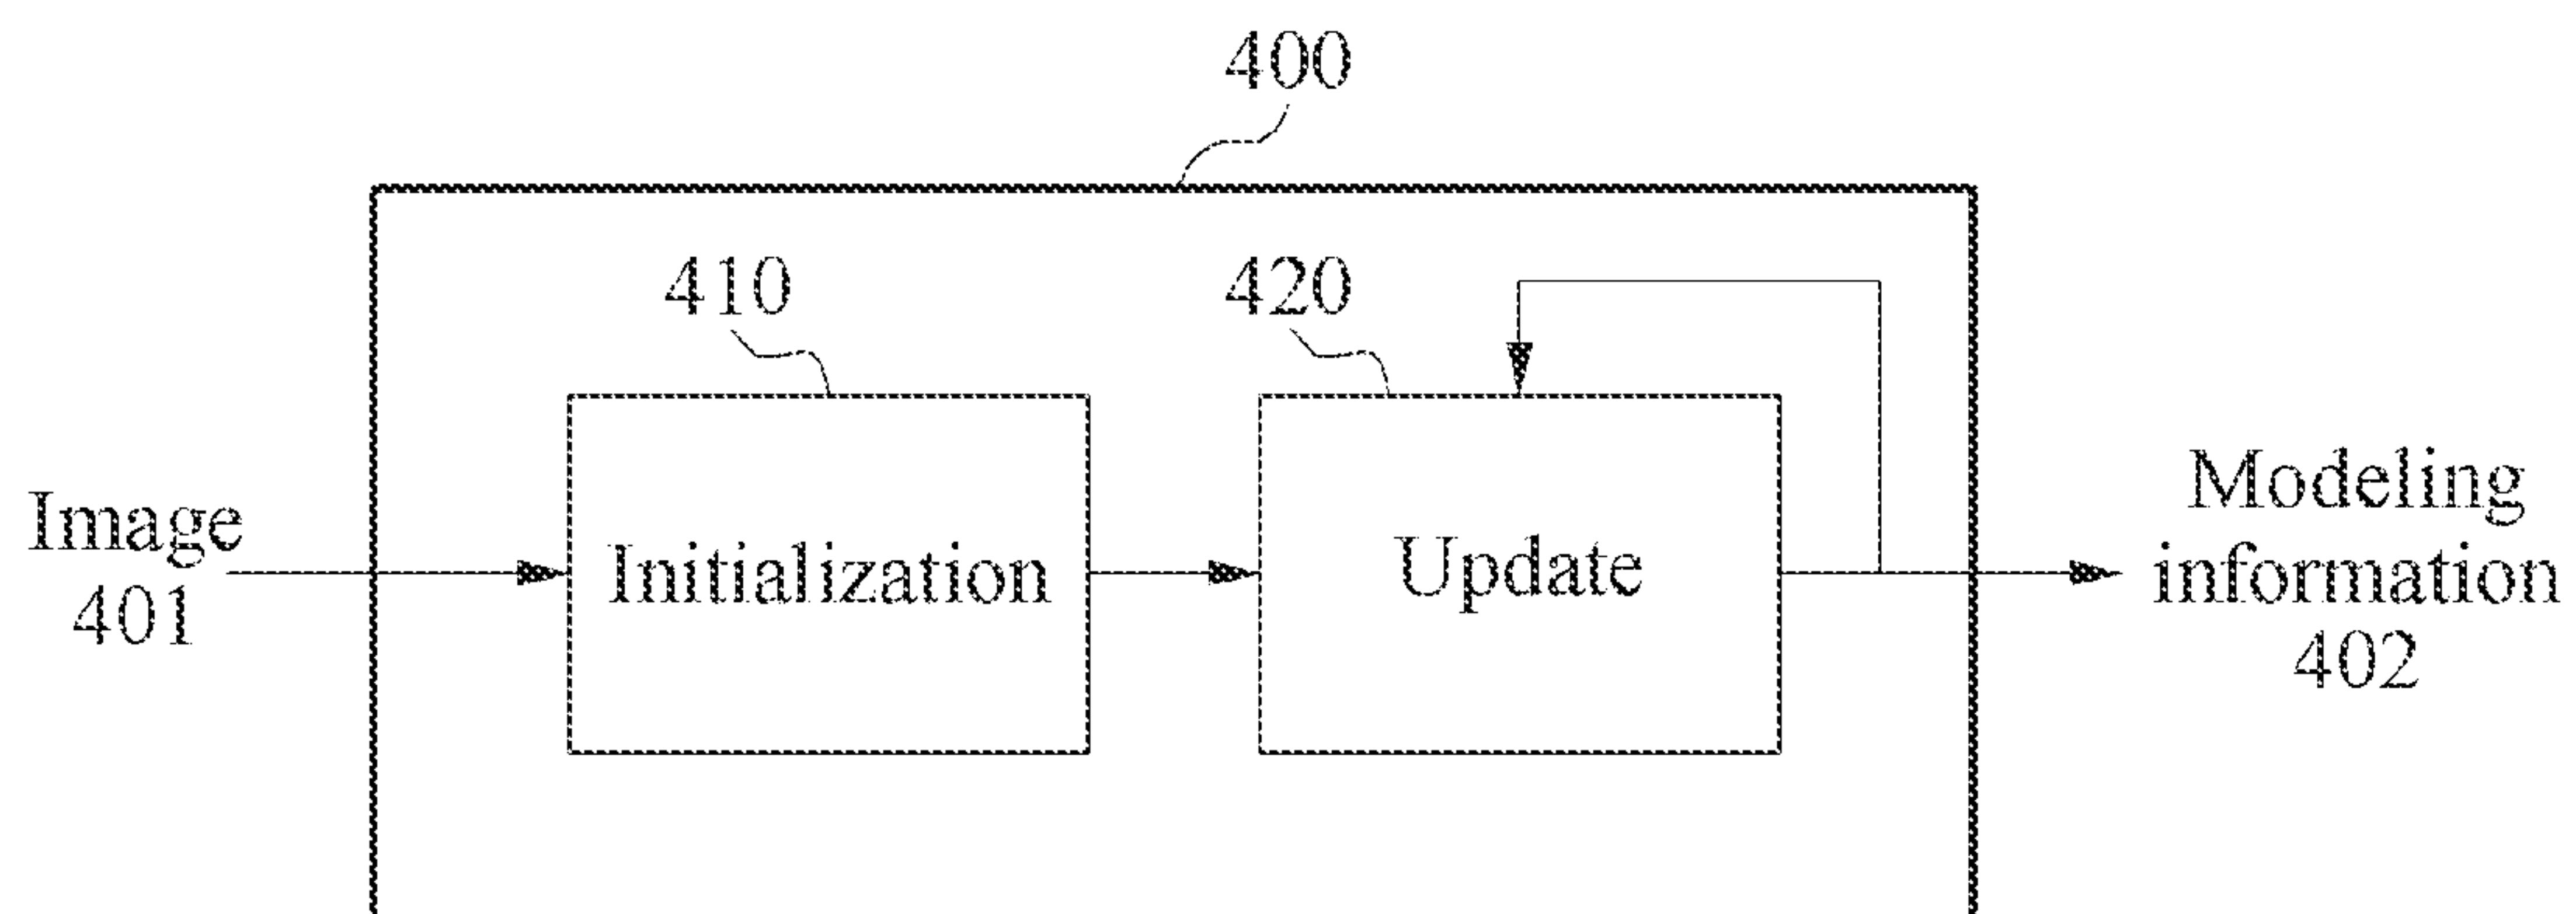 400
410
420
Image
401
Initialization
Update
Modeling
information
402